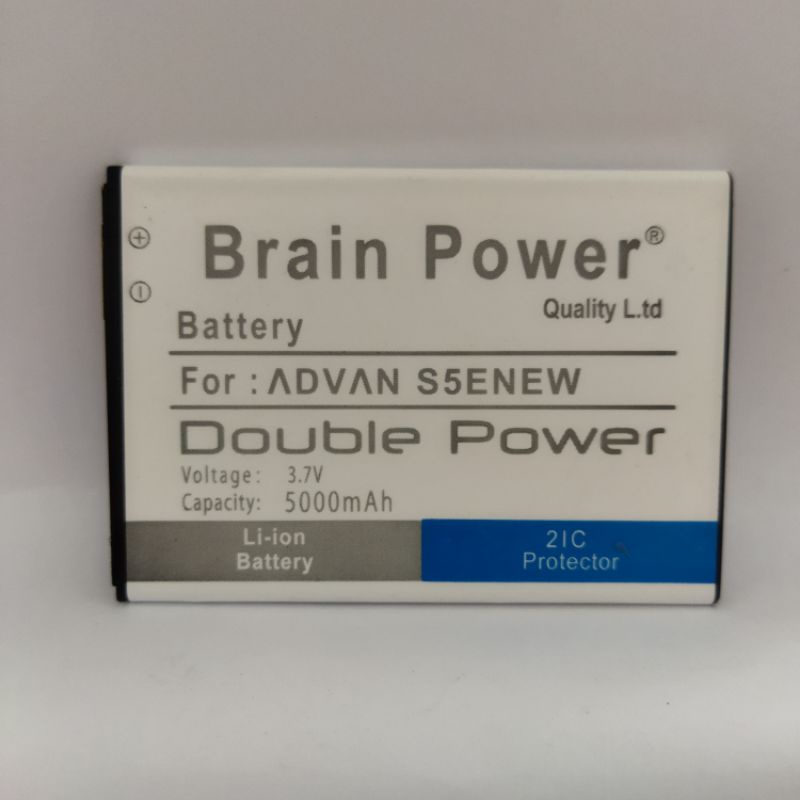 Brain Power®
Quality L.td
Battery
For : ADVAN S5ENEW
Double Power
Voltage: 3.7V
Capacity: 5000mAh
Li-ion
Battery
2IC
Protector